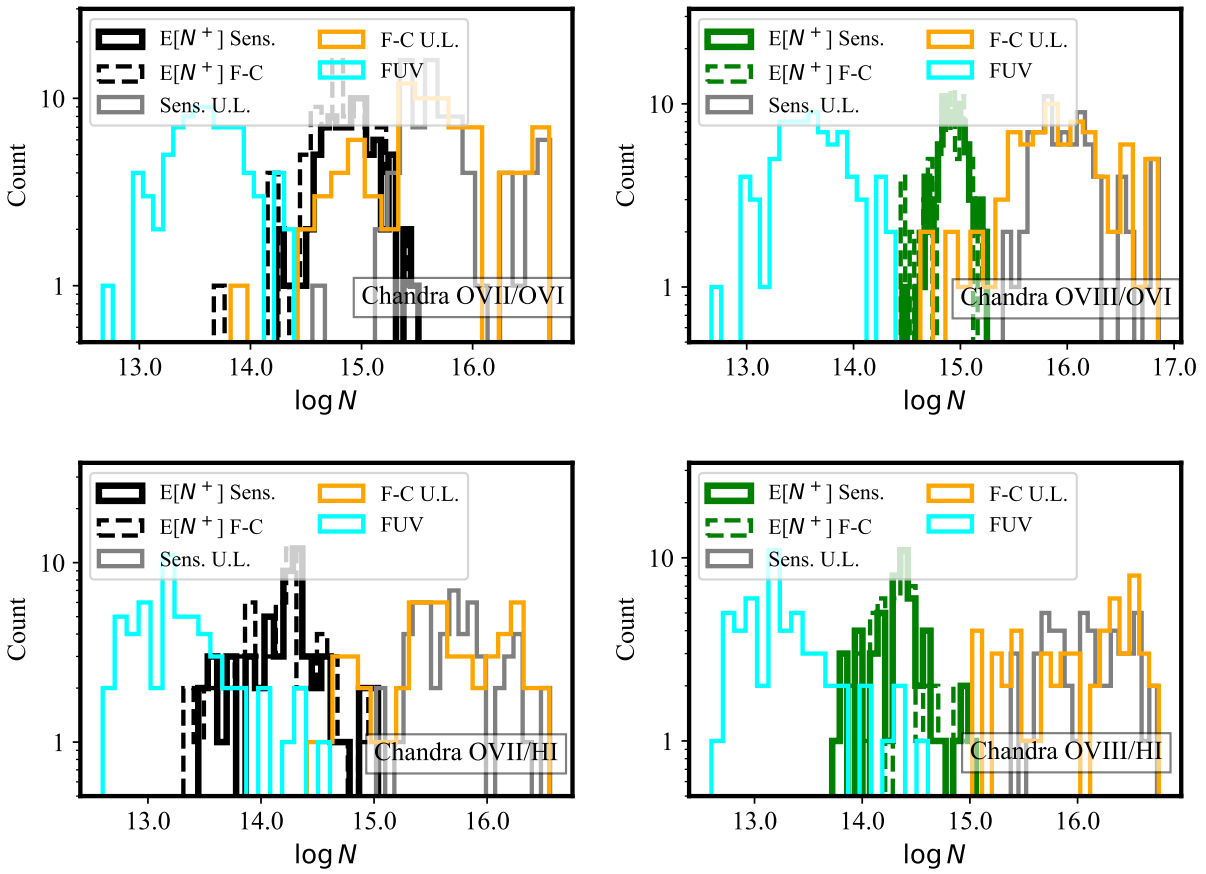 E[N+] Sens.
E[N+] F-C
Sens. U.L.
F-C U.L.
FUV
10
1
Count
Chandra OVII/OVI
13.0 14.0 15.0 16.0
log N
E[N+] Sens.
E[N+] F-C
Sens. U.L.
F-C U.L.
FUV
10
1
Count
Chandra OVIII/OVI
13.0 14.0 15.0 16.0 17.0
log N
E[N+] Sens.
E[N+] F-C
Sens. U.L.
F-C U.L.
FUV
10
1
Count
Chandra OVII/HI
13.0 14.0 15.0 16.0
log N
E[N+] Sens.
E[N+] F-C
Sens. U.L.
F-C U.L.
FUV
10
1
Count
Chandra OVIII/HI
13.0 14.0 15.0 16.0
log N